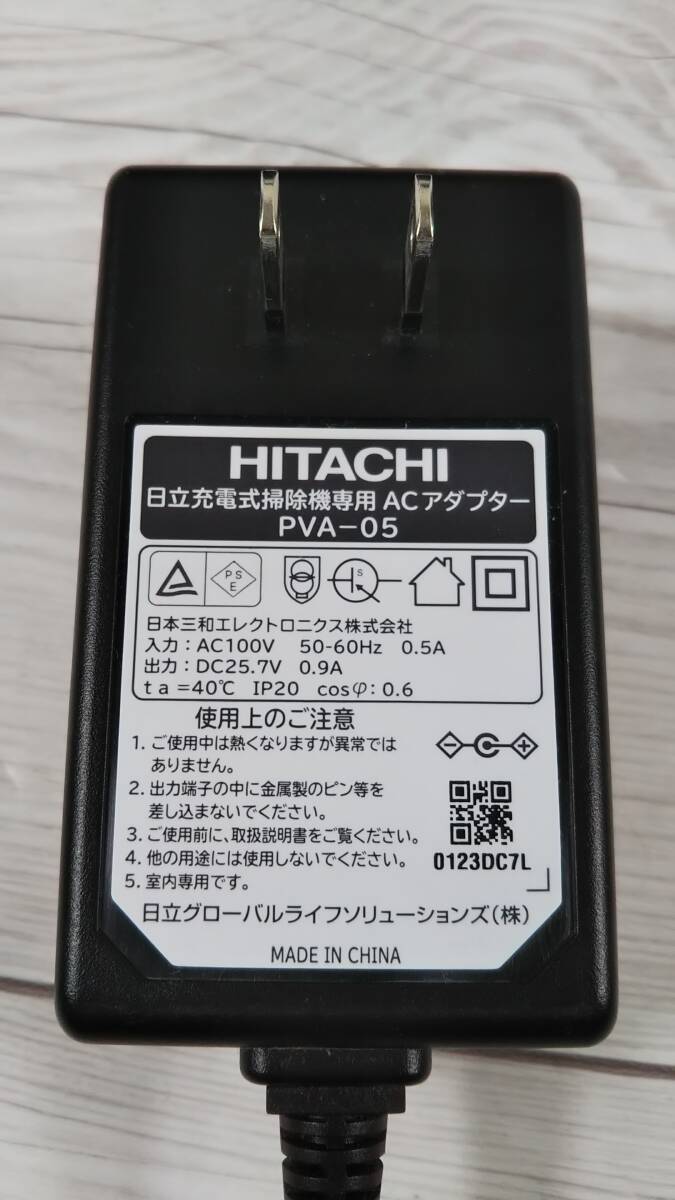 HITACHI
日立充電式掃除機専用 ACアダプター
PVA-05
PS
E
S
日本三和エレクトロニクス株式会社
入力：AC100V 50-60Hz 0.5A
出力：DC25.7V 0.9A
ta=40℃ IP20 cosφ：0.6
使用上のご注意
1. ご使用中は熱くなりますが異常では
ありません。
2. 出力端子の中に金属製のピン等を
差し込まないでください。
3. ご使用前に、取扱説明書をご覧ください。
4. 他の用途には使用しないでください。
5. 室内専用です。
0123DC7L
日立グローバルライフソリューションズ(株)
MADE IN CHINA